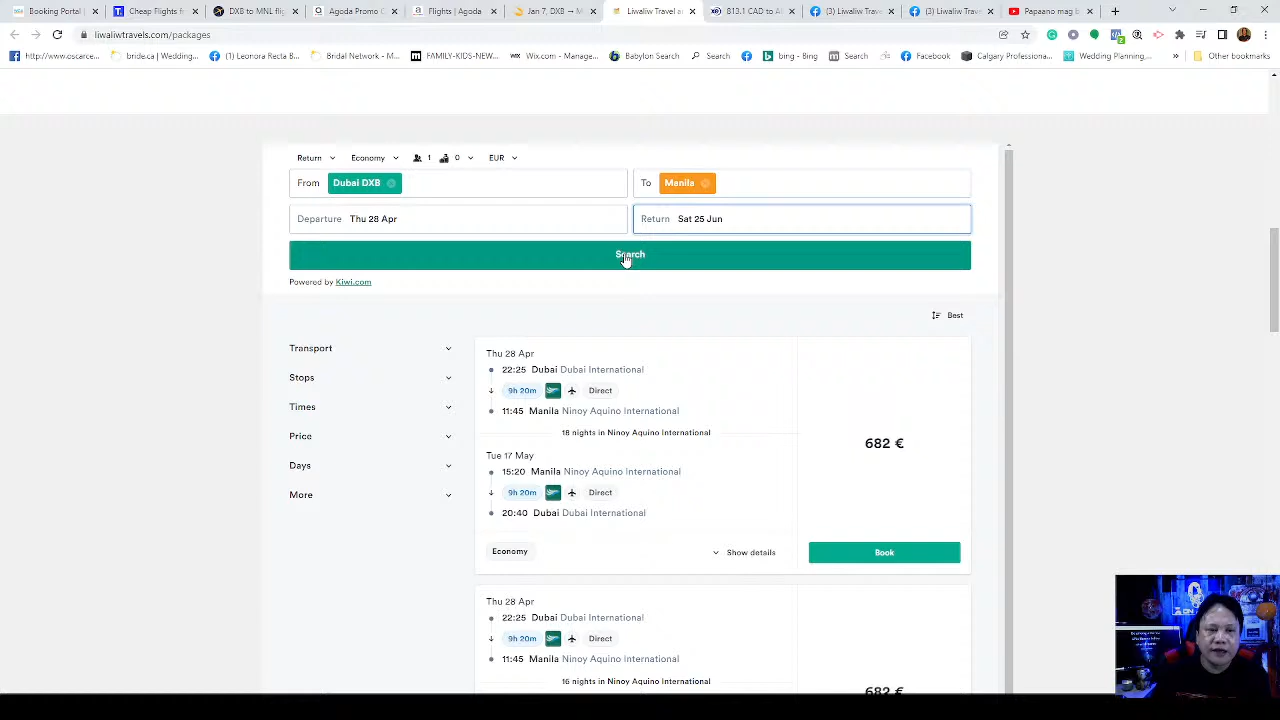 Booking Portal |
Cheap Flights f
DXB to MNL fligh
Agoda Promo C
Flights | Agoda
Jan 7, DXB → M
Liwaliw Travel a
813.1 CAD to A
(3) Liwaliw Trave
(3) Liwaliw Trave
Papaano mag b
liwaliwtravels.com/packages
http://www.oscaree...
bride.ca | Wedding...
(1) Leonora Recta B...
Bridal Network - M...
FAMILY-KIDS-NEW...
Wix.com - Manage...
Babylon Search
Search
bing - Bing
Search
Facebook
Calgary Professiona...
Wedding Planning,...
»
Other bookmarks
Return Economy 1 0 EUR
From Dubai DXB
To Manila
Departure Thu 28 Apr
Return Sat 25 Jun
Search
Powered by Kiwi.com
Best
Transport
Stops
Times
Price
Days
More
Thu 28 Apr
22:25 Dubai Dubai International
9h 20m Direct
11:45 Manila Ninoy Aquino International
18 nights in Ninoy Aquino International
Tue 17 May
15:20 Manila Ninoy Aquino International
9h 20m Direct
20:40 Dubai Dubai International
Economy
Show details
682 €
Book
Thu 28 Apr
22:25 Dubai Dubai International
9h 20m Direct
11:45 Manila Ninoy Aquino International
16 nights in Ninoy Aquino International
682 €